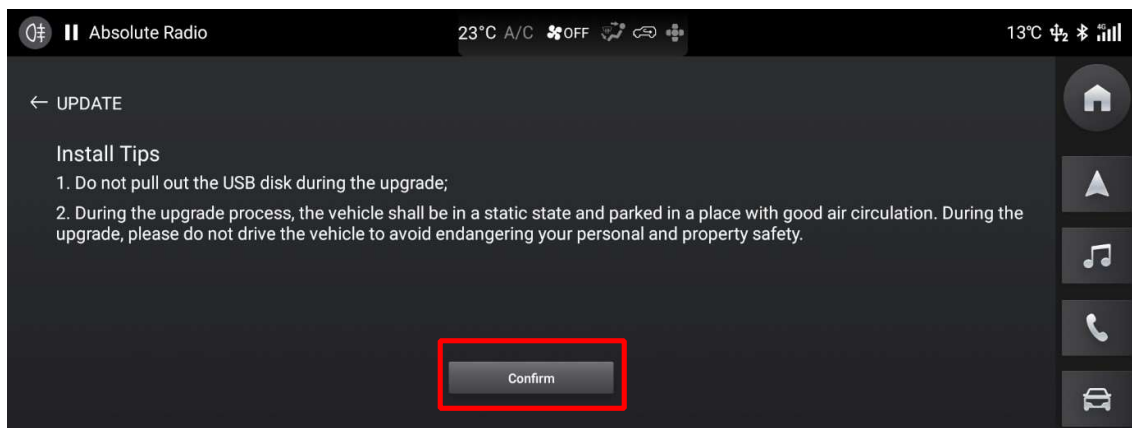 Absolute Radio
23°C A/C OFF
13℃ 2 4G
← UPDATE
Install Tips
1. Do not pull out the USB disk during the upgrade;
2. During the upgrade process, the vehicle shall be in a static state and parked in a place with good air circulation. During the
upgrade, please do not drive the vehicle to avoid endangering your personal and property safety.
Confirm